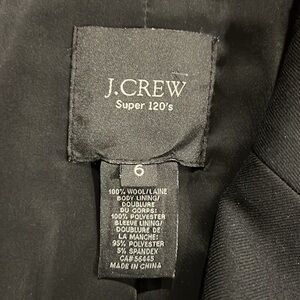 J.CREW
Super 120's
6
100% WOOL/LAINE
BODY LINING/
DOUBLURE
DU CORPS:
100% POLYESTER
SLEEVE LINING/
DOUBLURE DE
LA MANCHE:
95% POLYESTER
5% SPANDEX
CA# 56445
MADE IN CHINA